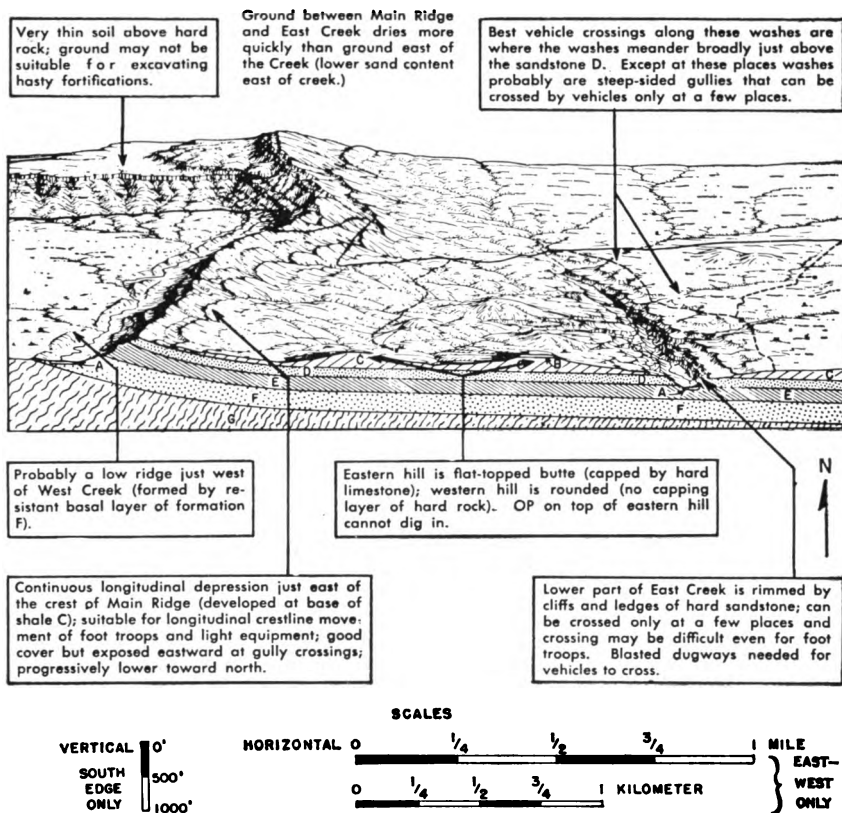 Very thin soil above hard
rock; ground may not be
suitable for excavating
hasty fortifications.
Ground between Main Ridge
and East Creek dries more
quickly than ground east of
the Creek (lower sand content
east of creek.)
Best vehicle crossings along these washes are
where the washes meander broadly just above
the sandstone D. Except at these places washes
probably are steep-sided gullies that can be
crossed by vehicles only at a few places.
A
C
D
E
F
G
B
D
A
F
C
E
Probably a low ridge just west
of West Creek (formed by re-
sistant basal layer of formation
F).
Eastern hill is flat-topped butte (capped by hard
limestone); western hill is rounded (no capping
layer of hard rock). OP on top of eastern hill
cannot dig in.
N
Continuous longitudinal depression just east of
the crest of Main Ridge (developed at base of
shale C); suitable for longitudinal crestline move-
ment of foot troops and light equipment; good
cover but exposed eastward at gully crossings;
progressively lower toward north.
Lower part of East Creek is rimmed by
cliffs and ledges of hard sandstone; can
be crossed only at a few places and
crossing may be difficult even for foot
troops. Blasted dugways needed for
vehicles to cross.
SCALES
VERTICAL 0'
SOUTH
EDGE 500'
ONLY
1000'
HORIZONTAL 0 1/4 1/2 3/4 1 MILE
0 1/4 1/2 3/4 1 KILOMETER
EAST–
WEST
ONLY